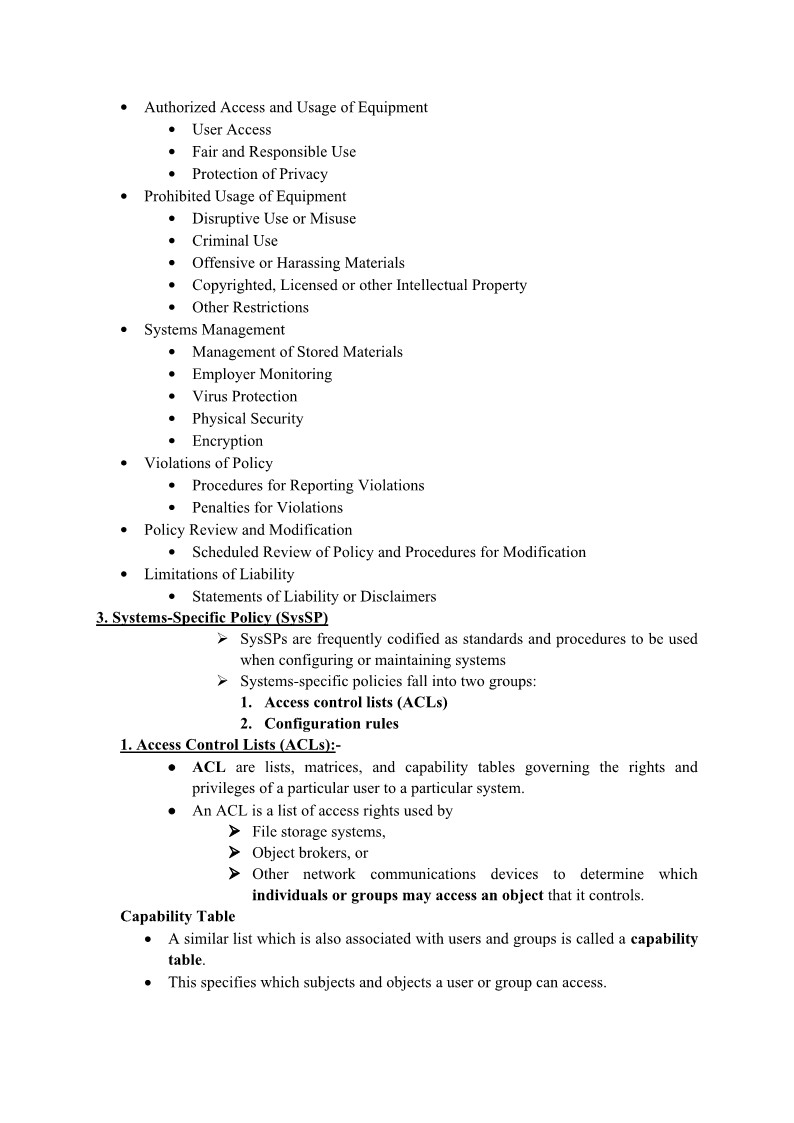 • Authorized Access and Usage of Equipment
• User Access
• Fair and Responsible Use
• Protection of Privacy
• Prohibited Usage of Equipment
• Disruptive Use or Misuse
• Criminal Use
• Offensive or Harassing Materials
• Copyrighted, Licensed or other Intellectual Property
• Other Restrictions
• Systems Management
• Management of Stored Materials
• Employer Monitoring
• Virus Protection
• Physical Security
• Encryption
• Violations of Policy
• Procedures for Reporting Violations
• Penalties for Violations
• Policy Review and Modification
• Scheduled Review of Policy and Procedures for Modification
• Limitations of Liability
• Statements of Liability or Disclaimers
3. Systems-Specific Policy (SysSP)
➢ SysSPs are frequently codified as standards and procedures to be used
when configuring or maintaining systems
➢ Systems-specific policies fall into two groups:
1. Access control lists (ACLs)
2. Configuration rules
1. Access Control Lists (ACLs):-
● ACL are lists, matrices, and capability tables governing the rights and
privileges of a particular user to a particular system.
● An ACL is a list of access rights used by
➢ File storage systems,
➢ Object brokers, or
➢ Other network communications devices to determine which
individuals or groups may access an object that it controls.
Capability Table
• A similar list which is also associated with users and groups is called a capability
table.
• This specifies which subjects and objects a user or group can access.